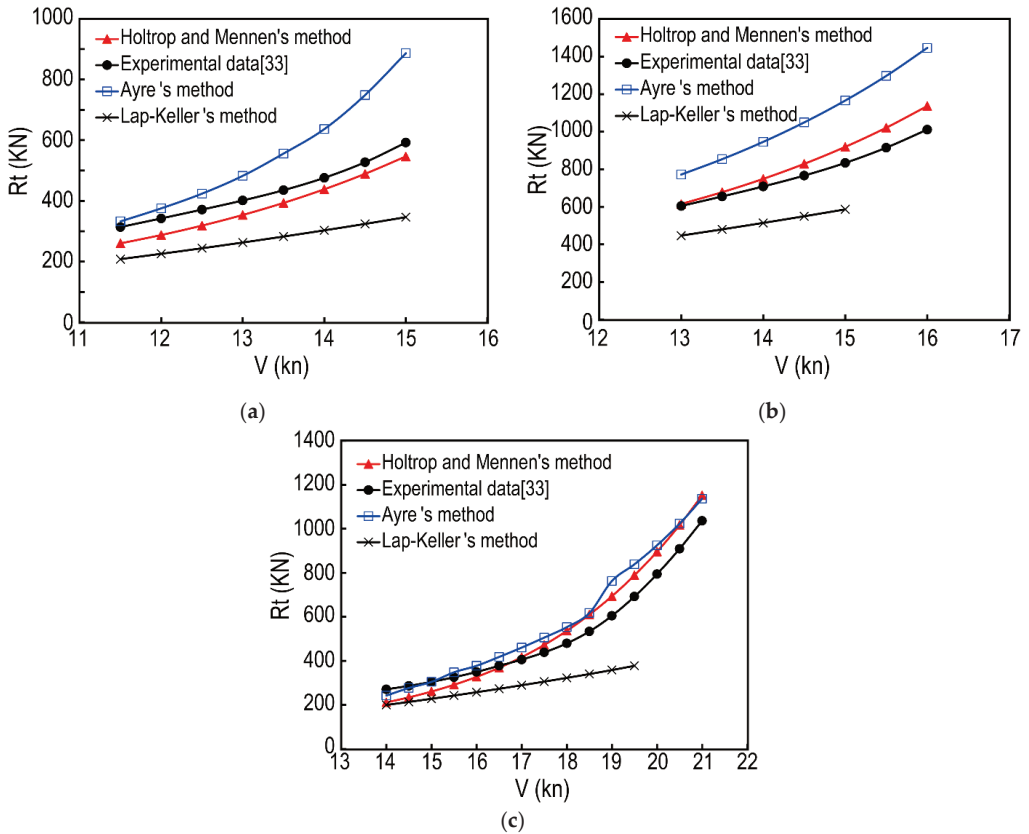 1000
800
600
400
200
0
Rt (KN)
Holtrop and Mennen's method
Experimental data[33]
Ayre 's method
Lap-Keller 's method
11 12 13 14 15 16
V (kn)
(a)
1600
1400
1200
1000
800
600
400
200
0
Rt (KN)
Holtrop and Mennen's method
Experimental data[33]
Ayre 's method
Lap-Keller 's method
12 13 14 15 16 17
V (kn)
(b)
1400
1200
1000
800
600
400
200
0
Rt (KN)
Holtrop and Mennen's method
Experimental data[33]
Ayre 's method
Lap-Keller 's method
13 14 15 16 17 18 19 20 21 22
V (kn)
(c)